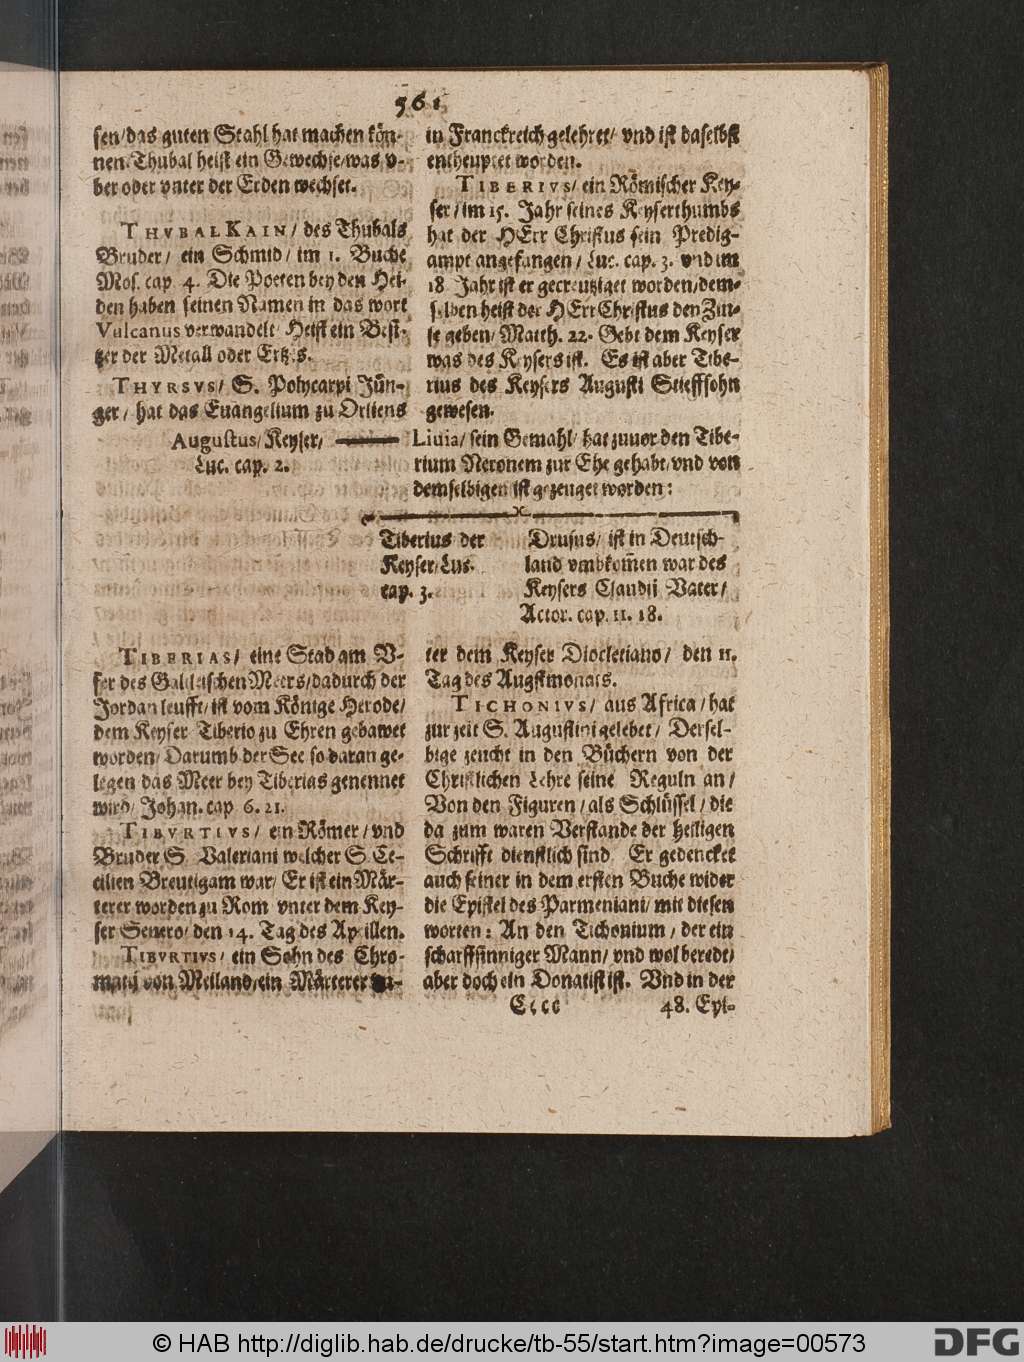 561
sen/das guten Stahl hat machen kön-
nen. Thubal heist ein Gewechse/was v-
ber oder vnter der Erden wechset.
THVBALKAIN/ des Thubals
Bruder/ ein Schmid/ im 1. Buche
Mos. cap 4. Die Poeten bey den Hei-
den haben seinen Namen in das wort
Vulcanus verwandelt Heist ein Besi-
tzer der Metall oder Ertzes.
THYRSVS/ S. Polycarpi Jün-
ger/ hat das Euangelium zu Orliens
in Franckreich gelehret/ vnd ist daselbst
entheuptet worden.
TIBERIVS/ ein Römischer Key-
ser/im 15. Jahr seines Keyserthumbs
hat der HErr Christus sein Predig-
ampt angefangen/ Luc. cap. 3. vnd im
18. Jahr ist er gecreutziget worden/dem-
selben heist der HErr Christus den Zin-
se geben/ Matth. 22. Gebt dem Keyser
was des Keysers ist. Es ist aber Tibe-
rius des Keysers Augusti Stieffsohn
gewesen.
Augustus/ Keyser/
Luc. cap. 2.
Liuia/ sein Gemahl/ hat zuuor den Tibe-
rium Neronem zur Ehe gehabt/vnd von
demselbigen ist gezeuget worden:
Tiberius der
Keyser/Luc.
cap. 3.
Drusus/ ist in Deutsch-
land vmbkom̃en war des
Keysers Claudij Vater/
Actor. cap. 11. 18.
TIBERIAS/ eine Stad am V-
fer des Galileischen Meers/dadurch der
Jordan leufft/ ist vom Könige Herode/
dem Keyser Tiberio zu Ehren gebawet
worden/ Darumb der See so daran ge-
legen das Meer bey Tiberias genennet
wird/ Johan. cap 6. 21.
TIBVRTIVS/ ein Römer/ vnd
Bruder S. Valeriani welcher S. Ce-
cilien Breutigam war/ Er ist ein Mär-
terer worden zu Rom vnter dem Key-
ser Seuero/ den 14. Tag des Aprillen.
TIBVRTIVS/ ein Sohn des Chro-
matij von Meiland/ein Märterer
ter dem Keyser Diocletiano/ den 11.
Tag des Augstmonats.
TICHONIVS/ aus Africa/ hat
zur zeit S. Augustini gelebet/ Dersel-
bige zeucht in den Büchern von der
Christlichen Lehre seine Reguln an/
Von den Figuren/ als Schlüssel/ die
da zum waren Verstande der heiligen
Schrifft dienstlich sind. Er gedencket
auch seiner in dem ersten Buche wider
die Epistel des Parmeniani/ mit diesen
worten: An den Tichonium/ der ein
scharffsinniger Mann/ vnd wol beredt/
aber doch ein Donatist ist. Vnd in der
Cccc
48. Epi-
© HAB http://diglib.hab.de/drucke/tb-55/start.htm?image=00573
DFG